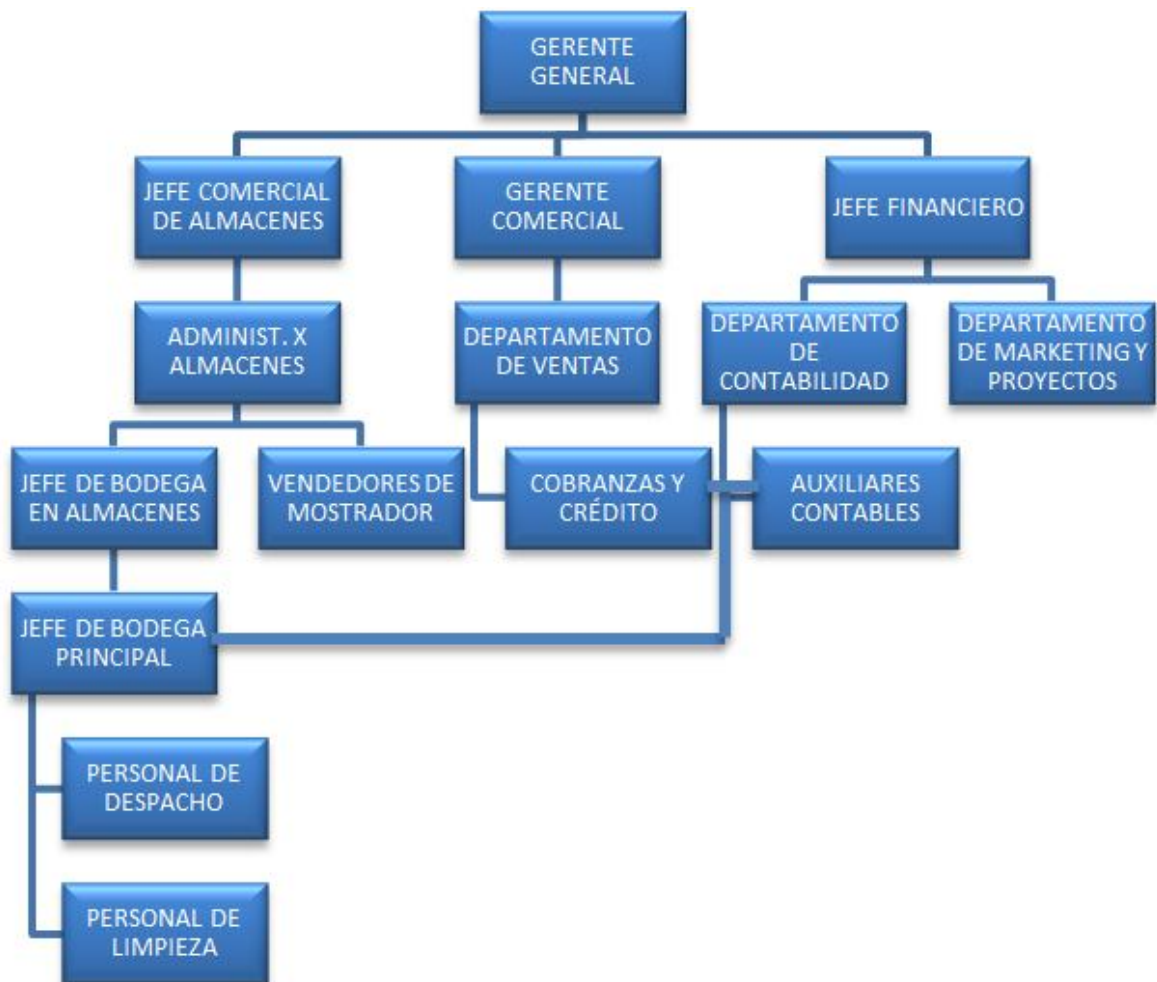 GERENTE
GENERAL
JEFE COMERCIAL
DE ALMACENES
GERENTE
COMERCIAL
JEFE FINANCIERO
ADMINIST. X
ALMACENES
DEPARTAMENTO
DE VENTAS
DEPARTAMENTO
DE
CONTABILIDAD
DEPARTAMENTO
DE MARKETING Y
PROYECTOS
JEFE DE BODEGA
EN ALMACENES
VENDEDORES DE
MOSTRADOR
COBRANZAS Y
CRÉDITO
AUXILIARES
CONTABLES
JEFE DE BODEGA
PRINCIPAL
PERSONAL DE
DESPACHO
PERSONAL DE
LIMPIEZA